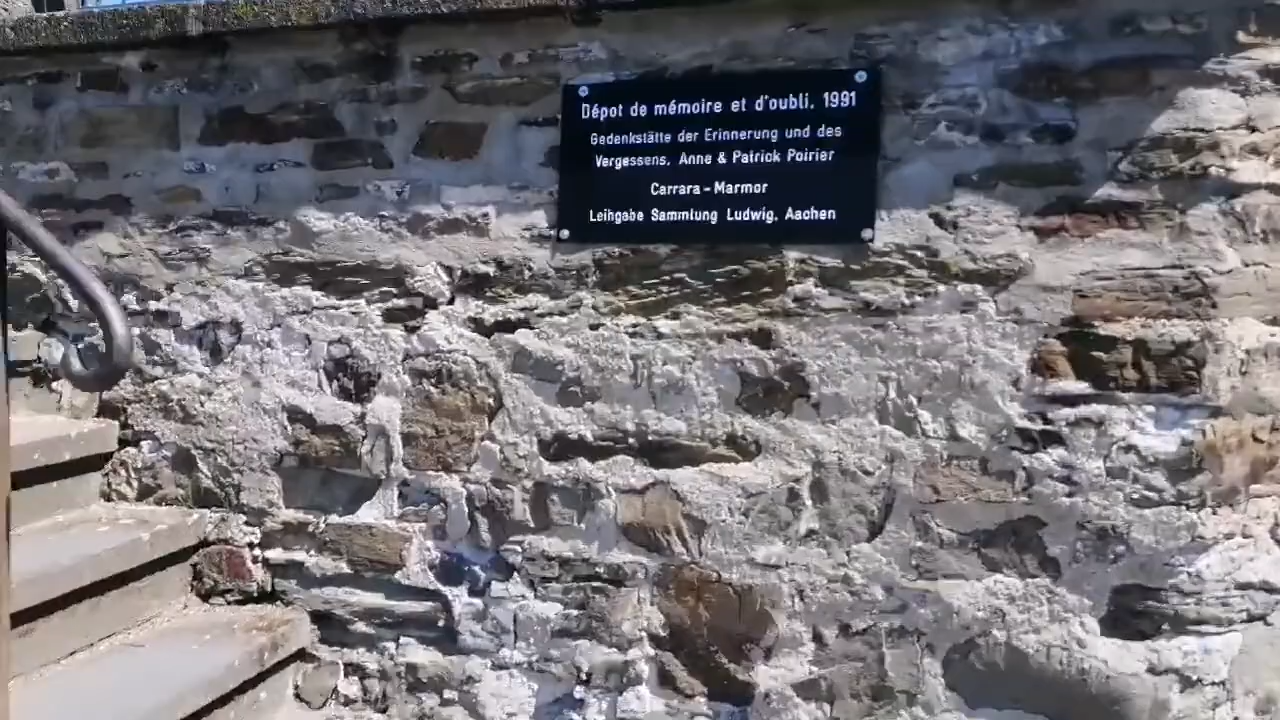 Dépot de mémoire et d'oubli, 1991
Gedenkstätte der Erinnerung und des
Vergessens, Anne & Patrick Poirier
Carrara-Marmor
Leihgabe Sammlung Ludwig, Aachen